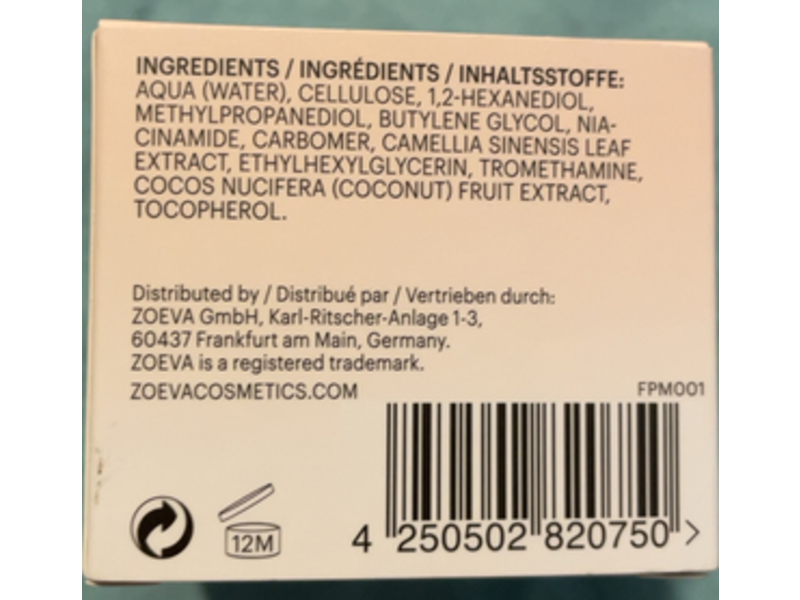 INGREDIENTS / INGRÉDIENTS / INHALTSSTOFFE:
AQUA (WATER), CELLULOSE, 1,2-HEXANEDIOL,
METHYLPROPANEDIOL, BUTYLENE GLYCOL, NIA-
CINAMIDE, CARBOMER, CAMELLIA SINENSIS LEAF
EXTRACT, ETHYLHEXYLGLYCERIN, TROMETHAMINE,
COCOS NUCIFERA (COCONUT) FRUIT EXTRACT,
TOCOPHEROL.
Distributed by / Distribué par / Vertrieben durch:
ZOEVA GmbH, Karl-Ritscher-Anlage 1-3,
60437 Frankfurt am Main, Germany.
ZOEVA is a registered trademark.
ZOEVACOSMETICS.COM
FPM001
12M
4 250502 820750 >